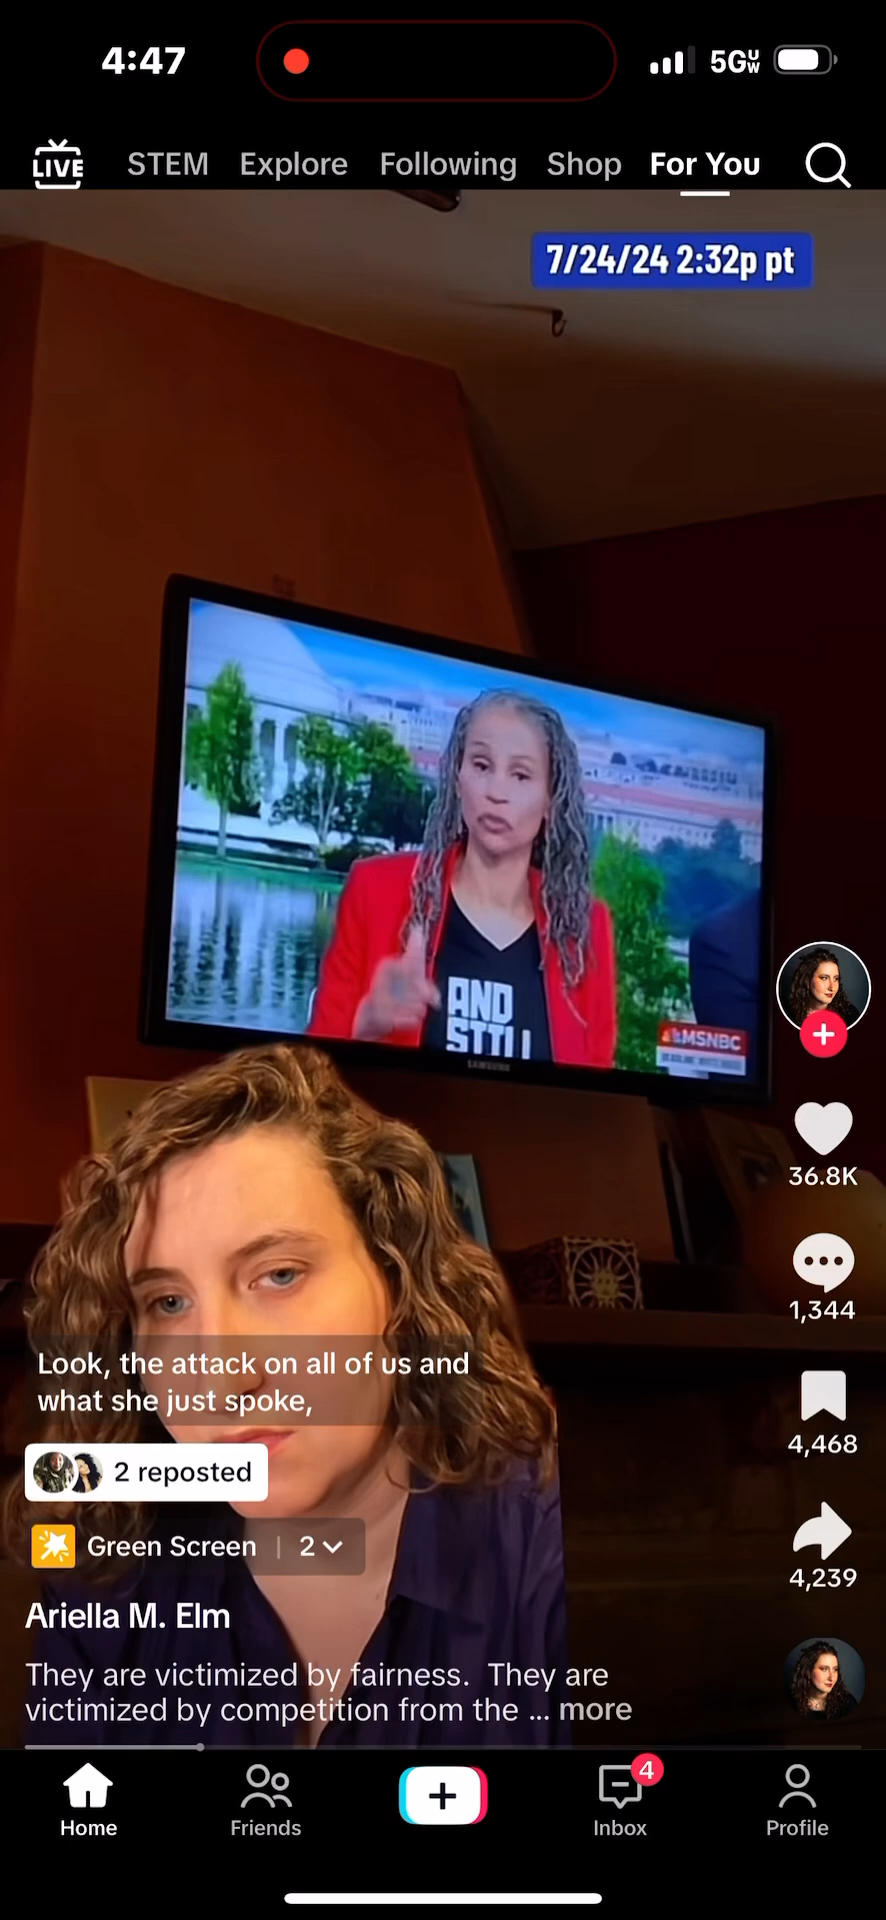 4:47
5G UW
LIVE STEM Explore Following Shop For You
7/24/24 2:32p pt
AND
MSNBC
SAMSUNG
36.8K
1,344
Look, the attack on all of us and
what she just spoke,
4,468
2 reposted
Green Screen | 2
4,239
Ariella M. Elm
They are victimized by fairness. They are
victimized by competition from the ... more
4
Home Friends Inbox Profile